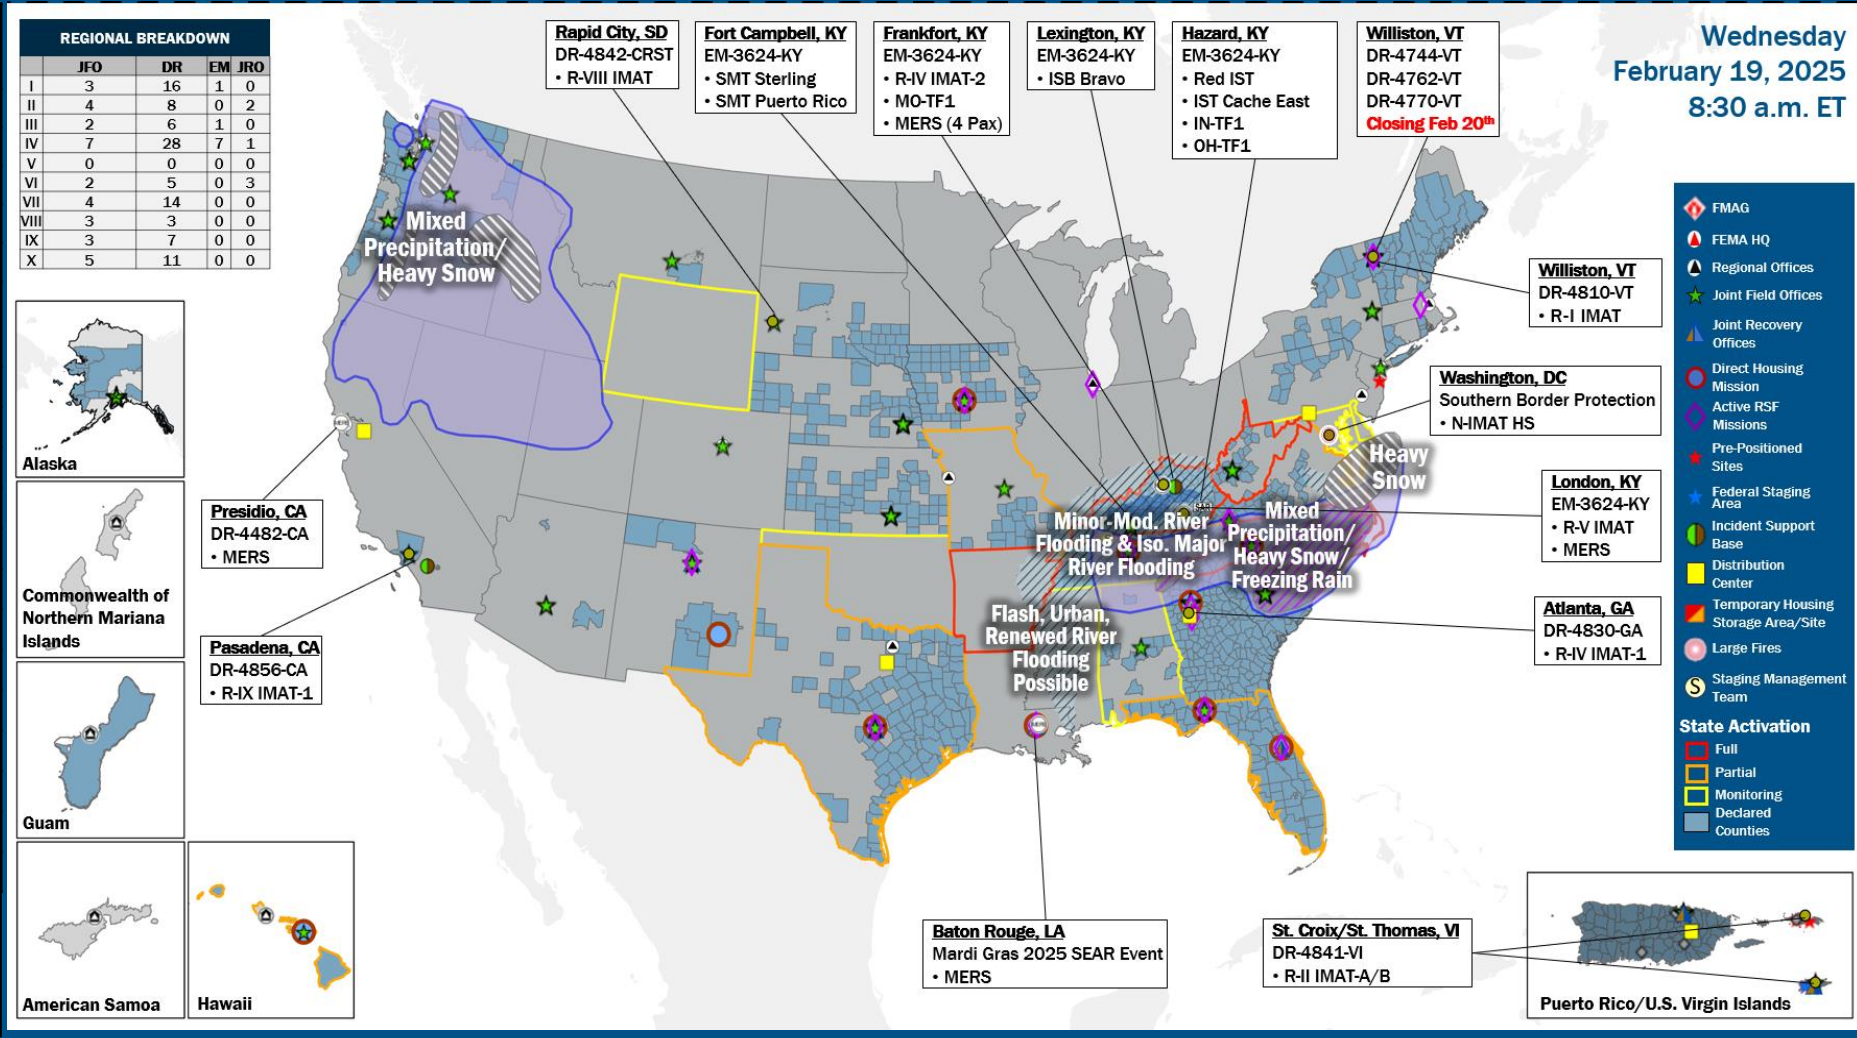 REGIONAL BREAKDOWN
JFO DR EM JRO
I 3 16 1 0
II 4 8 0 2
III 2 6 1 0
IV 7 28 7 1
V 0 0 0 0
VI 2 5 0 3
VII 4 14 0 0
VIII 3 3 0 0
IX 3 7 0 0
X 5 11 0 0
Rapid City, SD
DR-4842-CRST
• R-VIII IMAT
Fort Campbell, KY
EM-3624-KY
• SMT Sterling
• SMT Puerto Rico
Frankfort, KY
EM-3624-KY
• R-IV IMAT-2
• MO-TF1
• MERS (4 Pax)
Lexington, KY
EM-3624-KY
• ISB Bravo
Hazard, KY
EM-3624-KY
• Red IST
• IST Cache East
• IN-TF1
• OH-TF1
Williston, VT
DR-4744-VT
DR-4762-VT
DR-4770-VT
Closing Feb 20th
Wednesday
February 19, 2025
8:30 a.m. ET
Mixed
Precipitation/
Heavy Snow
Williston, VT
DR-4810-VT
• R-I IMAT
Washington, DC
Southern Border Protection
• N-IMAT HS
Heavy
Snow
London, KY
EM-3624-KY
• R-V IMAT
• MERS
Minor-Mod. River
Flooding & Iso. Major
River Flooding
Mixed
Precipitation/
Heavy Snow/
Freezing Rain
Flash, Urban,
Renewed River
Flooding
Possible
Atlanta, GA
DR-4830-GA
• R-IV IMAT-1
MERS
Presidio, CA
DR-4482-CA
• MERS
Pasadena, CA
DR-4856-CA
• R-IX IMAT-1
MERS
Baton Rouge, LA
Mardi Gras 2025 SEAR Event
• MERS
St. Croix/St. Thomas, VI
DR-4841-VI
• R-II IMAT-A/B
Alaska
Commonwealth of
Northern Mariana
Islands
Guam
American Samoa
Hawaii
Puerto Rico/U.S. Virgin Islands
FMAG
FEMA HQ
Regional Offices
Joint Field Offices
Joint Recovery
Offices
Direct Housing
Mission
Active RSF
Missions
Pre-Positioned
Sites
Federal Staging
Area
Incident Support
Base
Distribution
Center
Temporary Housing
Storage Area/Site
Large Fires
S
Staging Management
Team
State Activation
Full
Partial
Monitoring
Declared
Counties